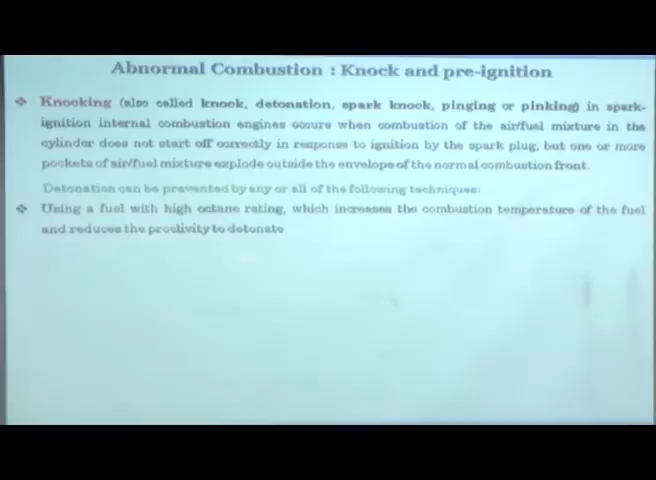 Abnormal Combustion : Knock and pre-ignition
❖ Knocking (also called knock, detonation, spark knock, pinging or pinking) in spark-
ignition internal combustion engines occurs when combustion of the air/fuel mixture in the
cylinder does not start off correctly in response to ignition by the spark plug, but one or more
pockets of air/fuel mixture explode outside the envelope of the normal combustion front.
Detonation can be prevented by any or all of the following techniques:
❖ Using a fuel with high octane rating, which increases the combustion temperature of the fuel
and reduces the proclivity to detonate